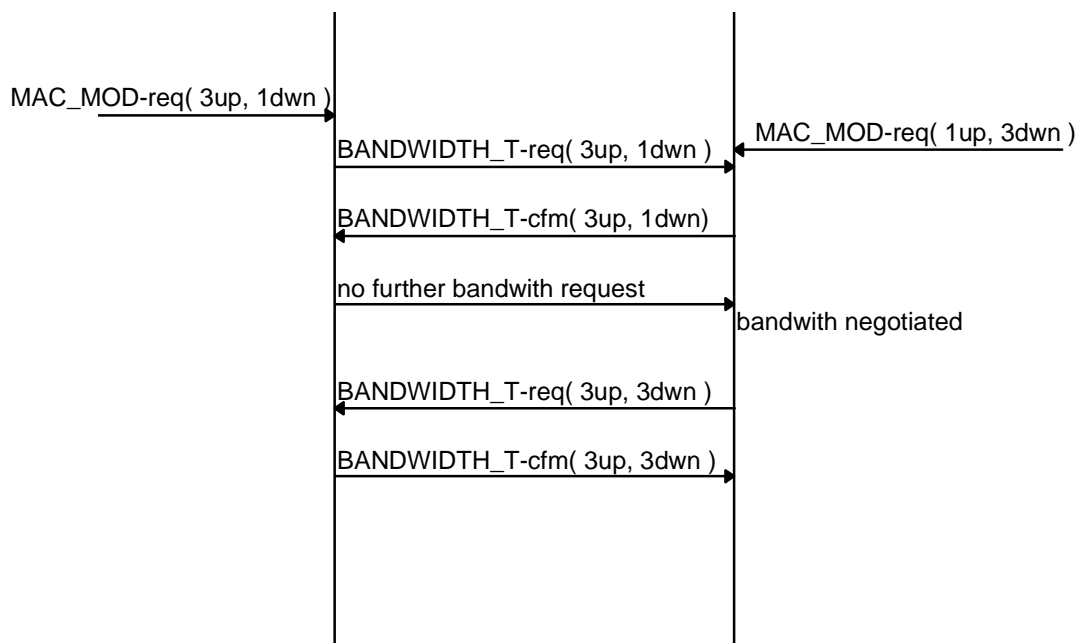 MAC_MOD-req( 3up, 1dwn )
MAC_MOD-req( 1up, 3dwn )
BANDWIDTH_T-req( 3up, 1dwn )
BANDWIDTH_T-cfm( 3up, 1dwn)
no further bandwith request
bandwith negotiated
BANDWIDTH_T-req( 3up, 3dwn )
BANDWIDTH_T-cfm( 3up, 3dwn )